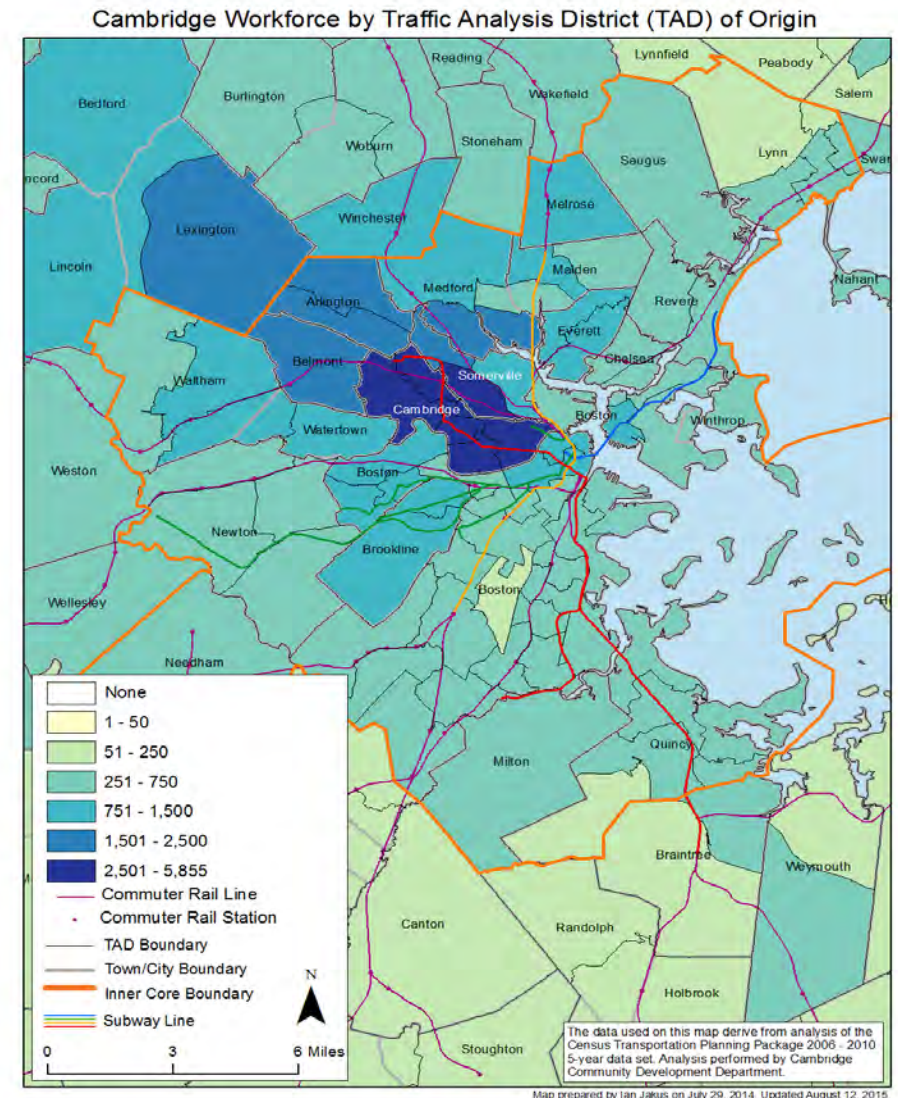 Cambridge Workforce by Traffic Analysis District (TAD) of Origin
Lynnfield
Peabody
Reading
Wakefield
Salem
Bedford
Burlington
Woburn
Stoneham
Saugus
Lynn
Swar
ncord
Lexington
Winchester
Melrose
Lincoln
Malden
Nahant
Arlington
Medford
Revere
Everett
Chelsea
Belmont
Somerville
Waltham
Cambridge
Boston
Winthrop
Watertown
Weston
Boston
Newton
Brookline
Boston
Wellesley
Needham
Milton
Quincy
Braintree
Weymouth
Canton
Randolph
Holbrook
Stoughton
None
1 - 50
51 - 250
251 - 750
751 - 1,500
1,501 - 2,500
2,501 - 5,855
Commuter Rail Line
Commuter Rail Station
TAD Boundary
Town/City Boundary
Inner Core Boundary
Subway Line
N
0 3 6 Miles
The data used on this map derive from analysis of the
Census Transportation Planning Package 2006 - 2010
5-year data set. Analysis performed by Cambridge
Community Development Department.
Map prepared by Ian Jakus on July 29, 2014. Updated August 12, 2015